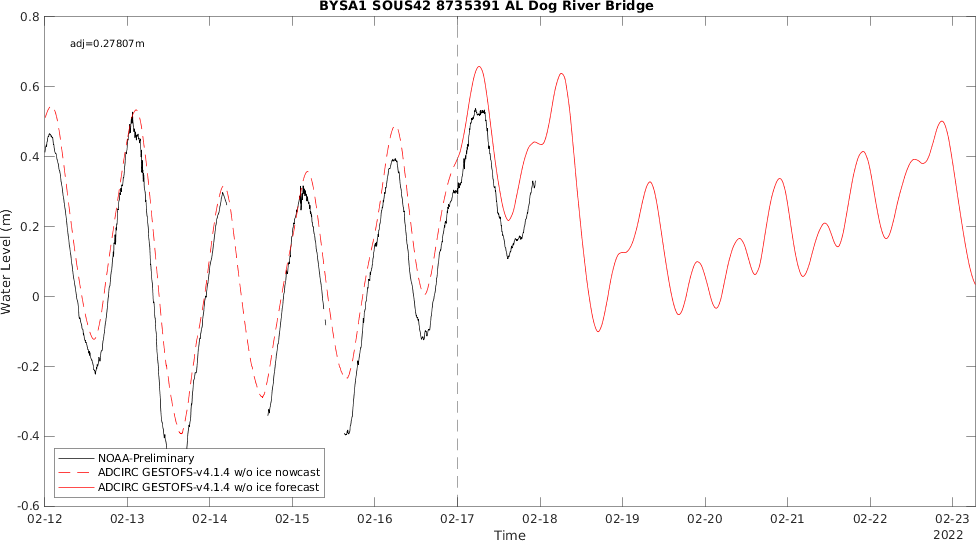 BYSA1 SOUS42 8735391 AL Dog River Bridge
adj=0.27807m
Water Level (m)
0.8
0.6
0.4
0.2
0
-0.2
-0.4
-0.6
NOAA-Preliminary
ADCIRC GESTOFS-v4.1.4 w/o ice nowcast
ADCIRC GESTOFS-v4.1.4 w/o ice forecast
02-12 02-13 02-14 02-15 02-16 02-17 02-18 02-19 02-20 02-21 02-22 02-23
Time
2022